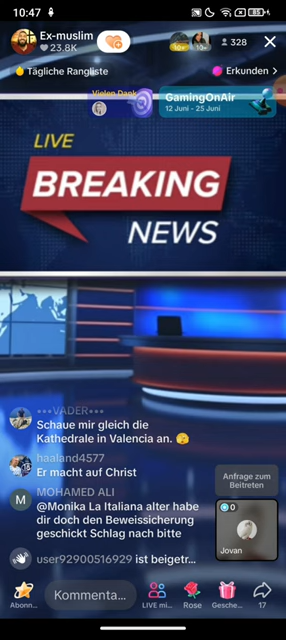 10:47
Ex-muslim
23.8K
328
Tägliche Rangliste
Erkunden >
Vielen Dank
GamingOnAir
12 Juni - 25 Juni
LIVE
BREAKING
NEWS
•••VADER•••
Schaue mir gleich die
Kathedrale in Valencia an.
haaland4577
Er macht auf Christ
M
MOHAMED ALI
@Monika La Italiana alter habe
dir doch den Beweissicherung
geschickt Schlag nach bitte
user92900516929 ist beigetr...
Anfrage zum
Beitreten
0
Jovan
Abonn...
Kommenta...
LIVE mi...
Rose
Gesche...
17